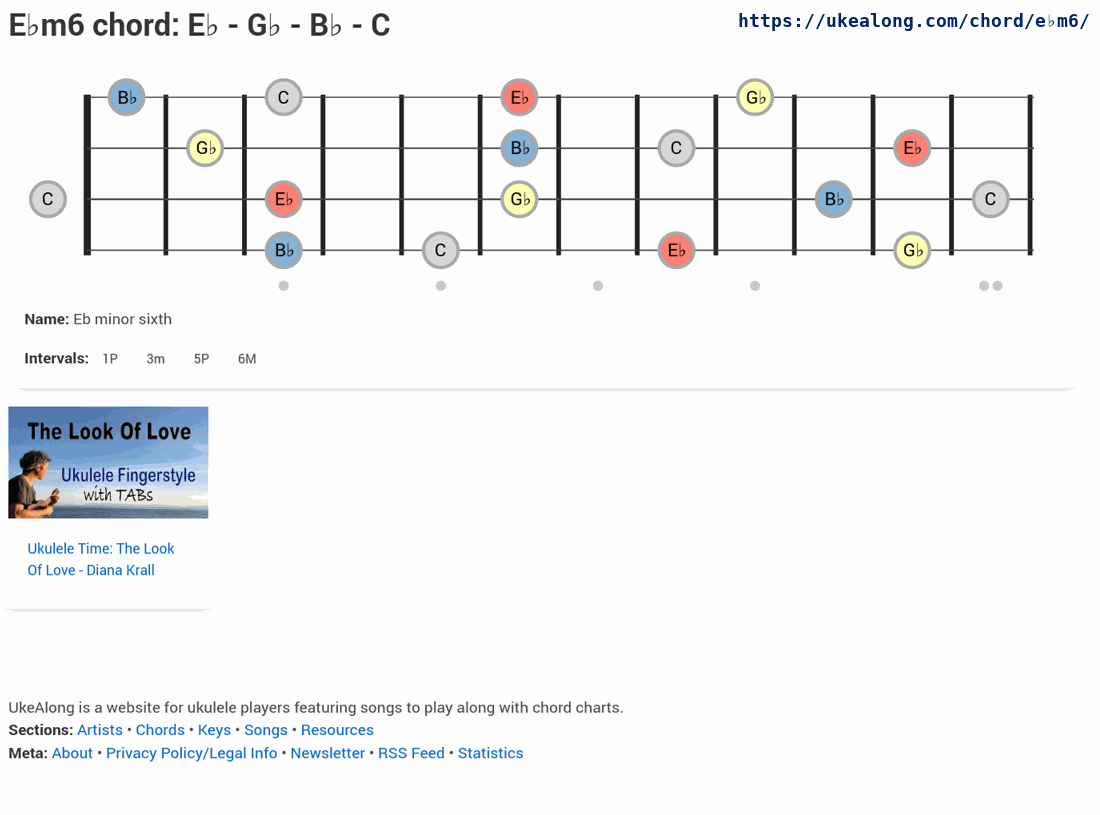 E♭m6 chord: E♭ - G♭ - B♭ - C
https://ukealong.com/chord/e♭m6/
B♭ C E♭ G♭
G♭ B♭ C E♭
C E♭ G♭ B♭ C
B♭ C E♭ G♭
Name: Eb minor sixth
Intervals: 1P 3m 5P 6M
The Look Of Love
Ukulele Fingerstyle
with TABs
Ukulele Time: The Look
Of Love - Diana Krall
UkeAlong is a website for ukulele players featuring songs to play along with chord charts.
Sections: Artists • Chords • Keys • Songs • Resources
Meta: About • Privacy Policy/Legal Info • Newsletter • RSS Feed • Statistics